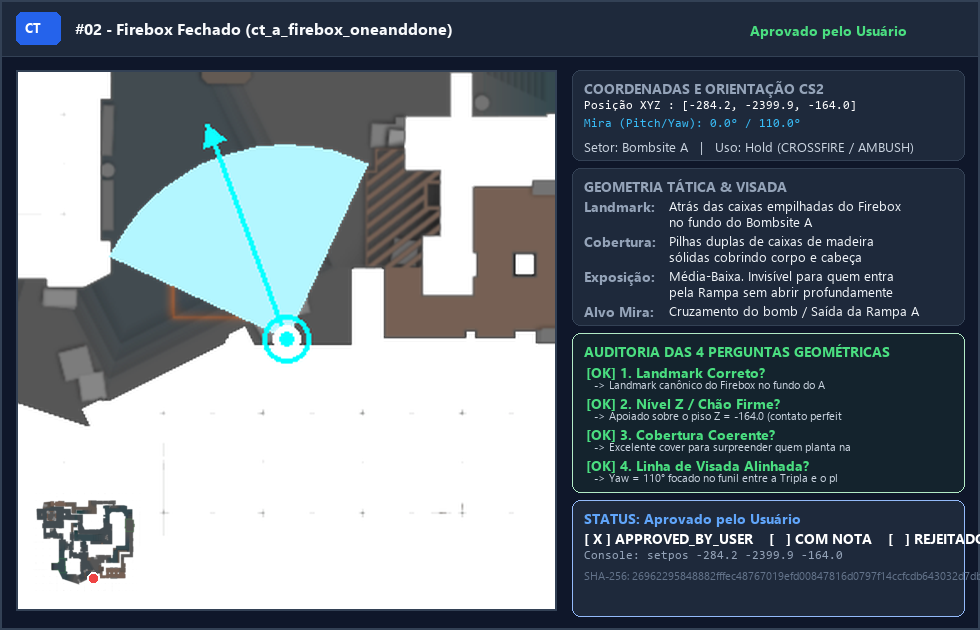 CT
#02 - Firebox Fechado (ct_a_firebox_oneanddone)
Aprovado pelo Usuário
COORDENADAS E ORIENTAÇÃO CS2
Posição XYZ : [-284.2, -2399.9, -164.0]
Mira (Pitch/Yaw): 0.0° / 110.0°
Setor: Bombsite A | Uso: Hold (CROSSFIRE / AMBUSH)
GEOMETRIA TÁTICA & VISADA
Landmark: Atrás das caixas empilhadas do Firebox
no fundo do Bombsite A
Cobertura: Pilhas duplas de caixas de madeira
sólidas cobrindo corpo e cabeça
Exposição: Média-Baixa. Invisível para quem entra
pela Rampa sem abrir profundamente
Alvo Mira: Cruzamento do bomb / Saída da Rampa A
AUDITORIA DAS 4 PERGUNTAS GEOMÉTRICAS
[OK] 1. Landmark Correto?
-> Landmark canônico do Firebox no fundo do A
[OK] 2. Nível Z / Chão Firme?
-> Apoiado sobre o piso Z = -164.0 (contato perfeit
[OK] 3. Cobertura Coerente?
-> Excelente cover para surpreender quem planta na
[OK] 4. Linha de Visada Alinhada?
-> Yaw = 110° focado no funil entre a Tripla e o pl
STATUS: Aprovado pelo Usuário
[ X ] APPROVED_BY_USER [ ] COM NOTA [ ] REJEITADO
Console: setpos -284.2 -2399.9 -164.0
SHA-256: 26962295848882fffec48767019efd00847816d0797f14ccfcdb643032d7db